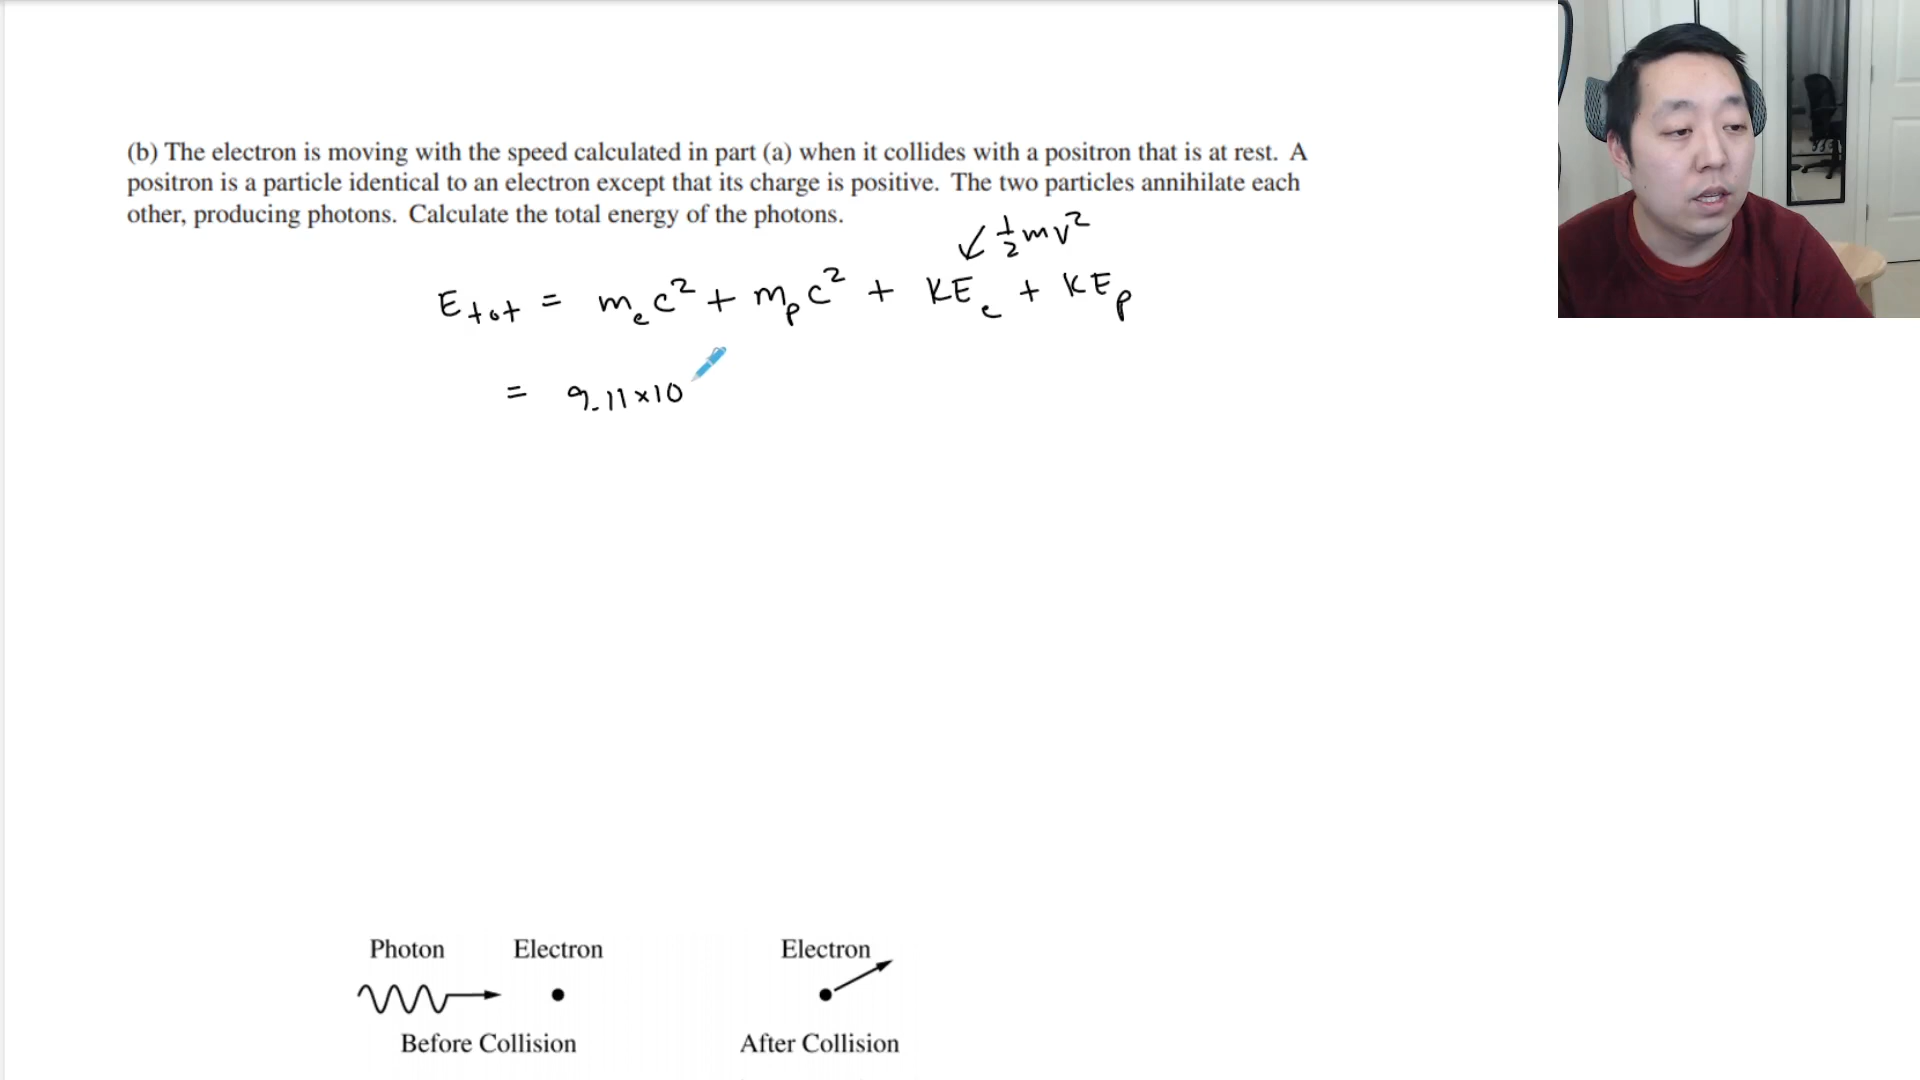 (b) The electron is moving with the speed calculated in part (a) when it collides with a positron that is at rest. A
positron is a particle identical to an electron except that its charge is positive. The two particles annihilate each
other, producing photons. Calculate the total energy of the photons.
↙ ½mv²
E_tot = m_e c² + m_p c² + KE_e + KE_p
= 9.11×10
Photon Electron Electron
Before Collision After Collision